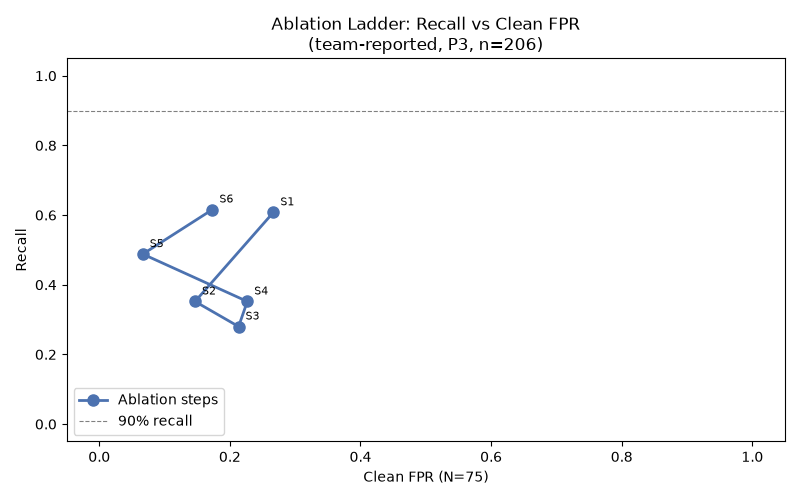 Ablation Ladder: Recall vs Clean FPR
(team-reported, P3, n=206)
1.0
0.8
0.6
0.4
0.2
0.0
Recall
S6
S1
S5
S2
S4
S3
Ablation steps
90% recall
0.0 0.2 0.4 0.6 0.8 1.0
Clean FPR (N=75)